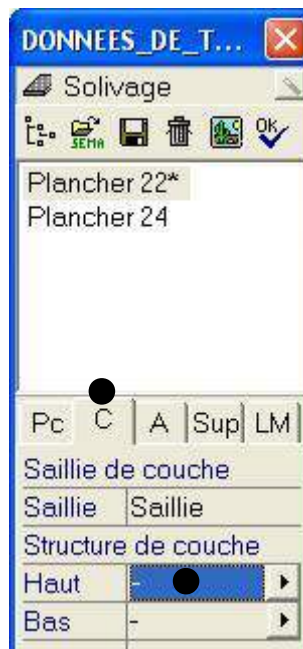 DONNEES_DE_T...
Solivage
SEMA OK
Plancher 22*
Plancher 24
Pc C A Sup LM
Saillie de couche
Saillie Saillie
Structure de couche
Haut -
Bas -